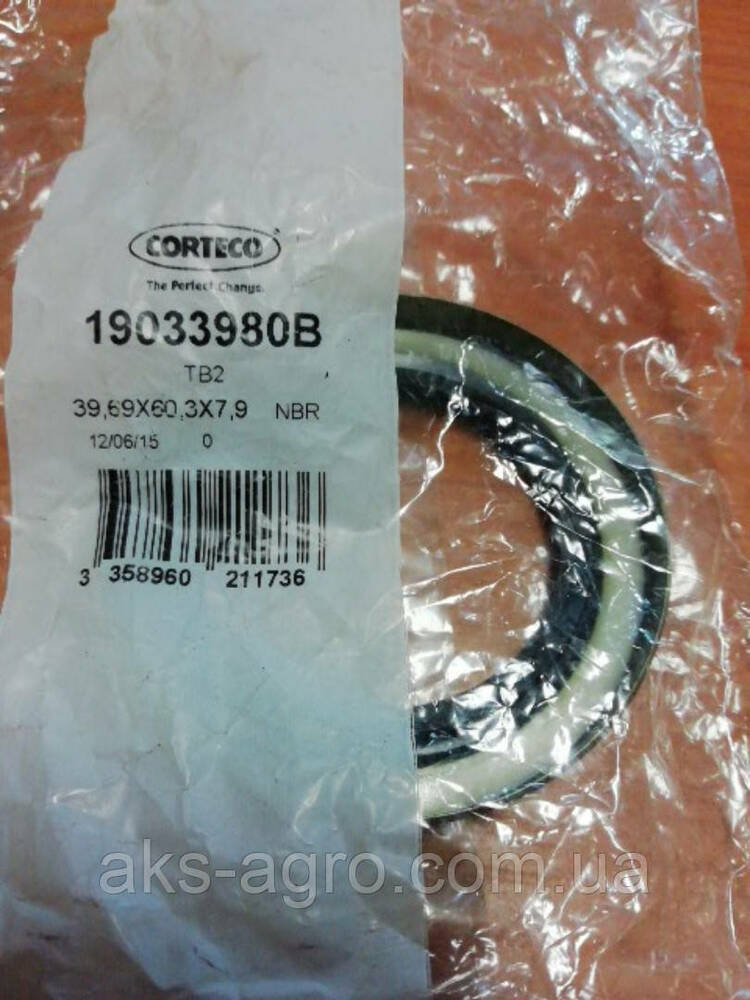 CORTECO
The Perfect Change.
19033980B
TB2
39,69X60,3X7,9 NBR
12/06/15 0
3 358960 211736
aks-agro.com.ua